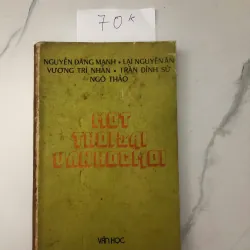 70k
NGUYỄN ĐĂNG MẠNH • LẠI NGUYÊN ÂN
VƯƠNG TRÍ NHÀN • TRẦN ĐÌNH SỬ
NGÔ THẢO
MỘT
THỜI ĐẠI
VĂN HỌC MỚI
VĂN HỌC